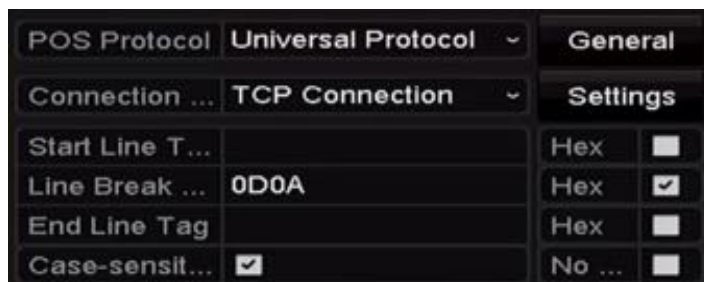 POS Protocol Universal Protocol General
Connection ... TCP Connection Settings
Start Line T... Hex
Line Break ... 0D0A Hex
End Line Tag Hex
Case-sensit... No ...